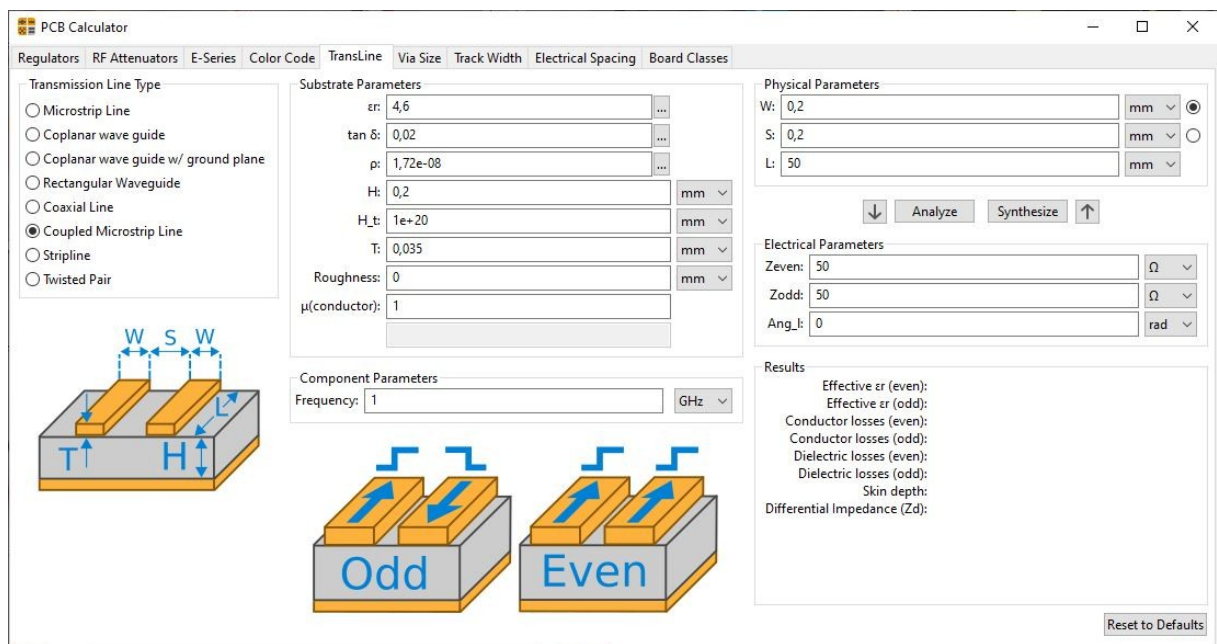 PCB Calculator
Regulators RF Attenuators E-Series Color Code TransLine Via Size Track Width Electrical Spacing Board Classes
Transmission Line Type
Microstrip Line
Coplanar wave guide
Coplanar wave guide w/ ground plane
Rectangular Waveguide
Coaxial Line
Coupled Microstrip Line
Stripline
Twisted Pair
W S W
L
T H
Substrate Parameters
εr: 4,6 ...
tan δ: 0,02 ...
ρ: 1,72e-08 ...
H: 0,2 mm
H_t: 1e+20 mm
T: 0,035 mm
Roughness: 0 mm
μ(conductor): 1
Component Parameters
Frequency: 1 GHz
Odd Even
Physical Parameters
W: 0,2 mm
S: 0,2 mm
L: 50 mm
Analyze Synthesize
Electrical Parameters
Zeven: 50 Ω
Zodd: 50 Ω
Ang_l: 0 rad
Results
Effective εr (even):
Effective εr (odd):
Conductor losses (even):
Conductor losses (odd):
Dielectric losses (even):
Dielectric losses (odd):
Skin depth:
Differential Impedance (Zd):
Reset to Defaults